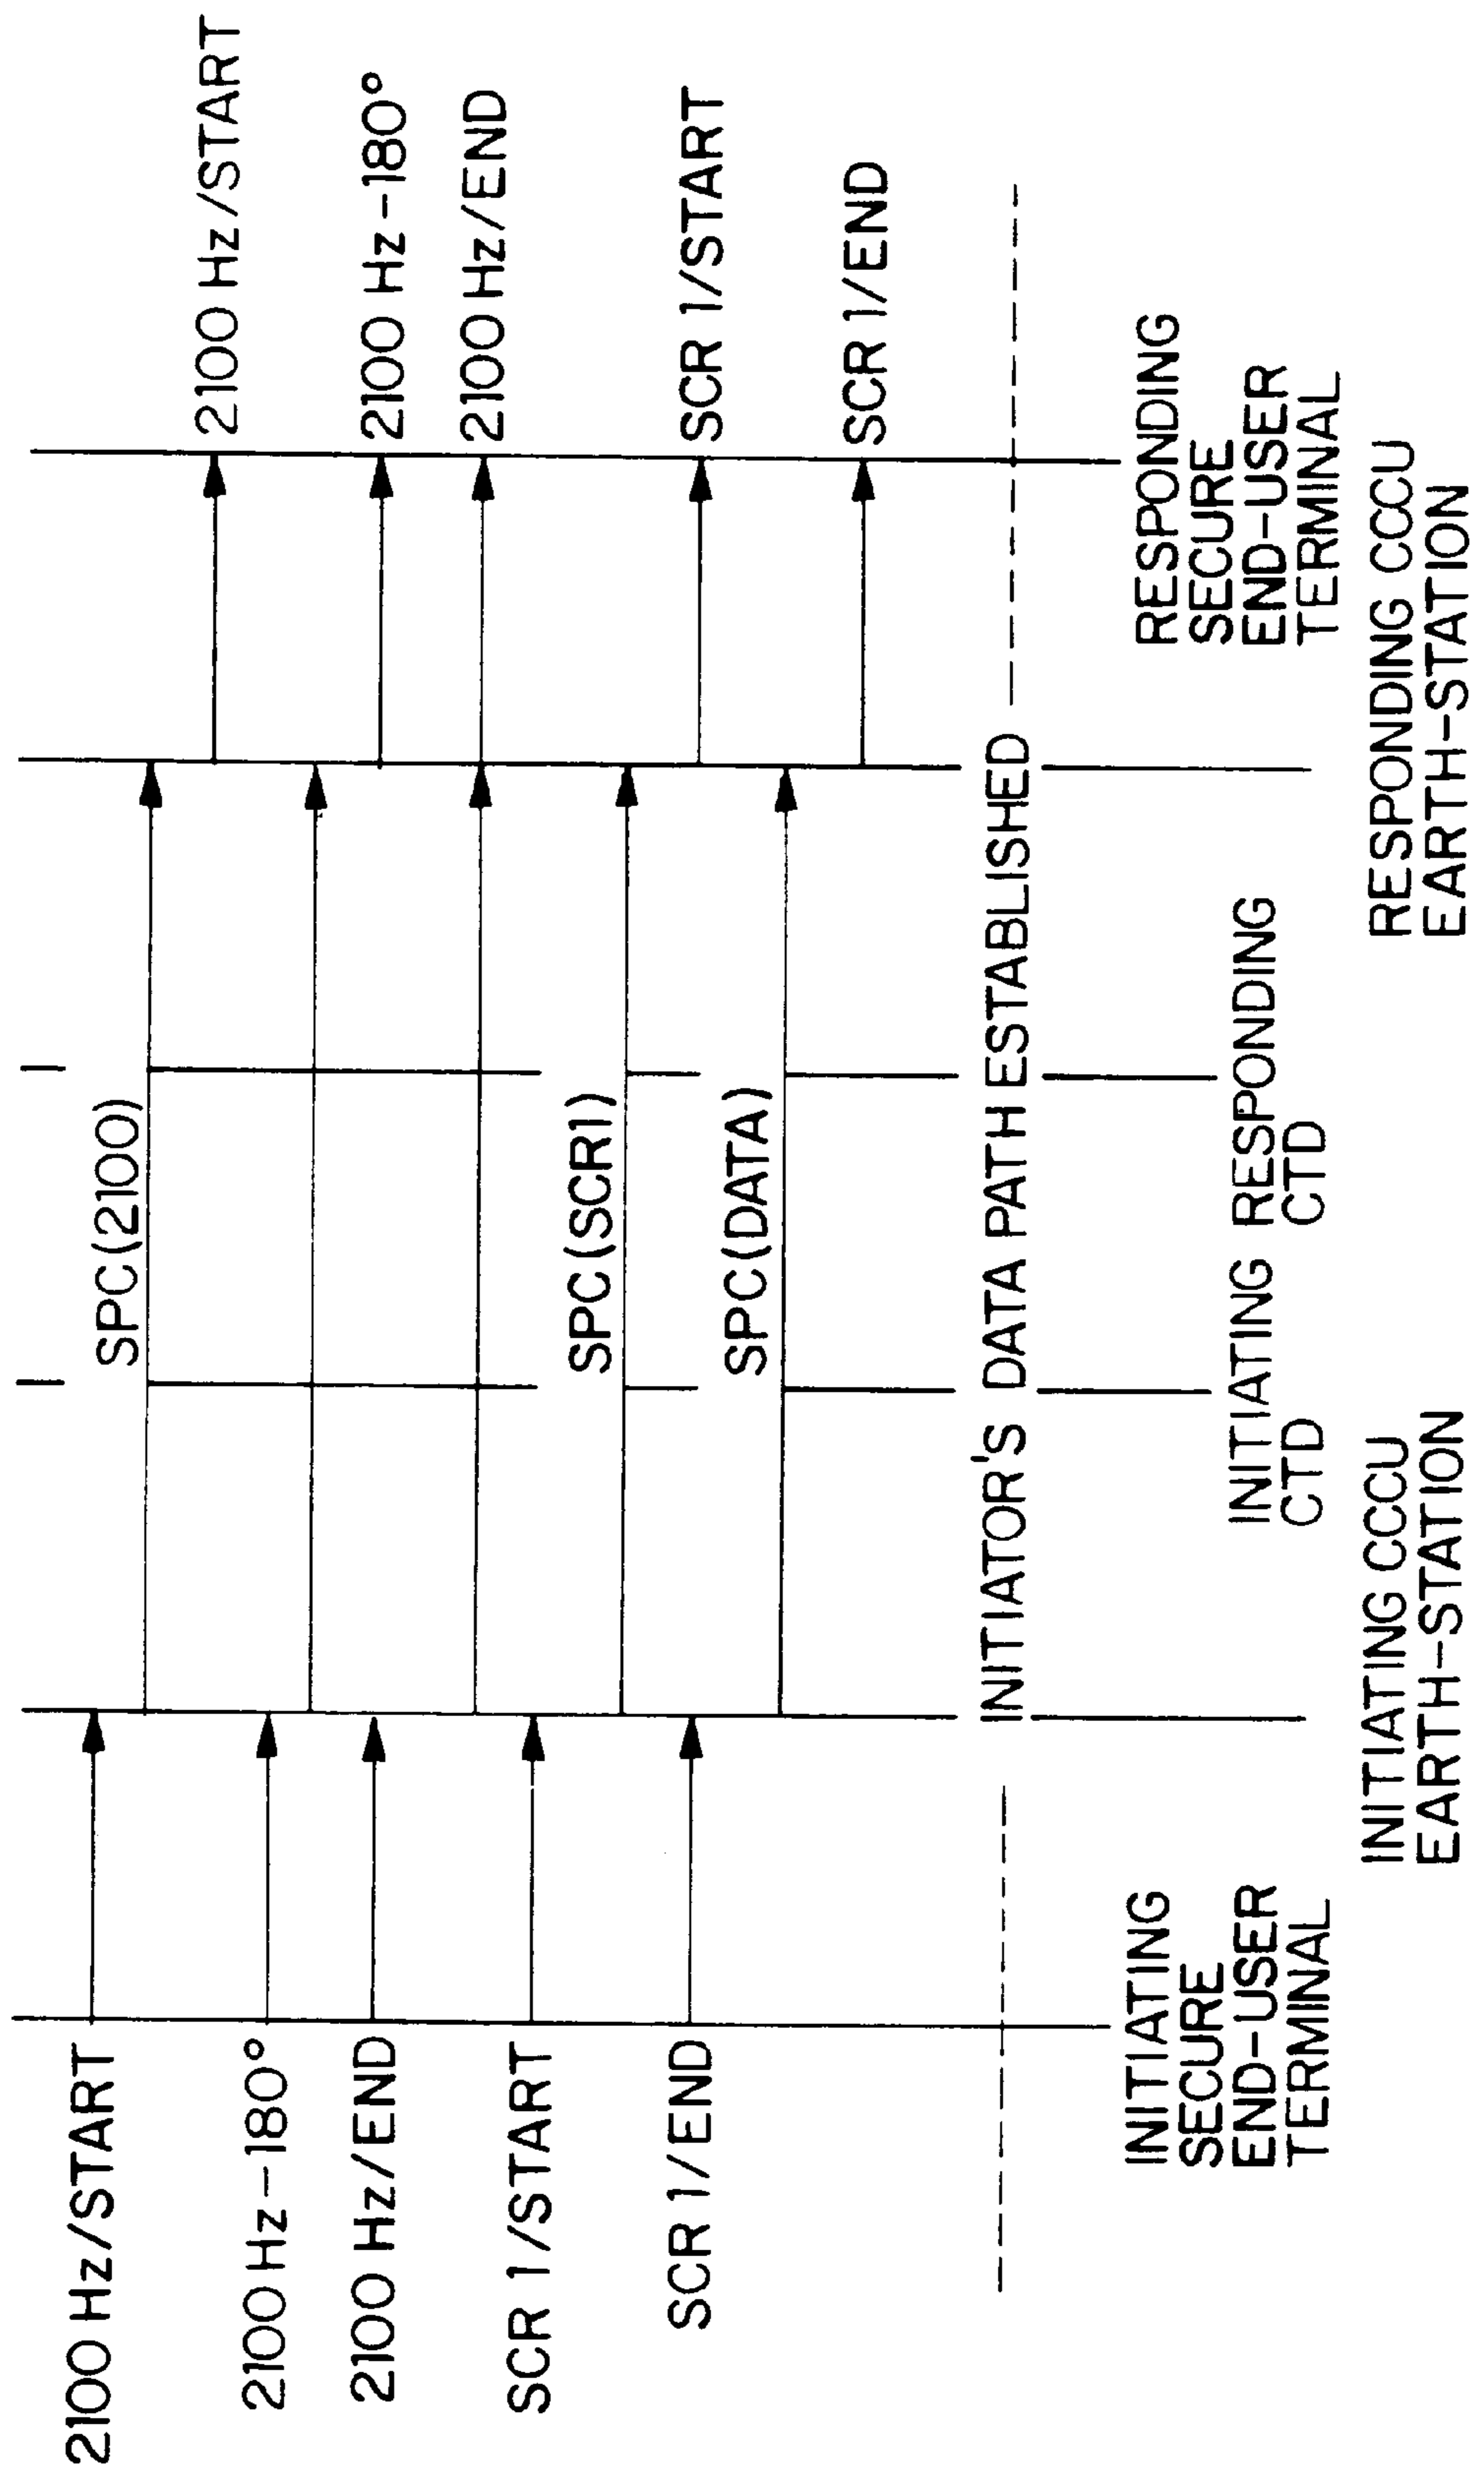 2100 Hz/START
SPC(2100)
2100 Hz/START
2100 Hz-180°
2100 Hz-180°
2100 Hz/END
2100 Hz/END
SCR 1/START
SPC(SCR1)
SCR 1/START
SCR 1/END
SPC(DATA)
SCR 1/END
INITIATOR'S DATA PATH ESTABLISHED
INITIATING
SECURE
END-USER
TERMINAL
INITIATING CCCU
EARTH-STATION
INITIATING
CTD
RESPONDING
CTD
RESPONDING CCCU
EARTH-STATION
RESPONDING
SECURE
END-USER
TERMINAL